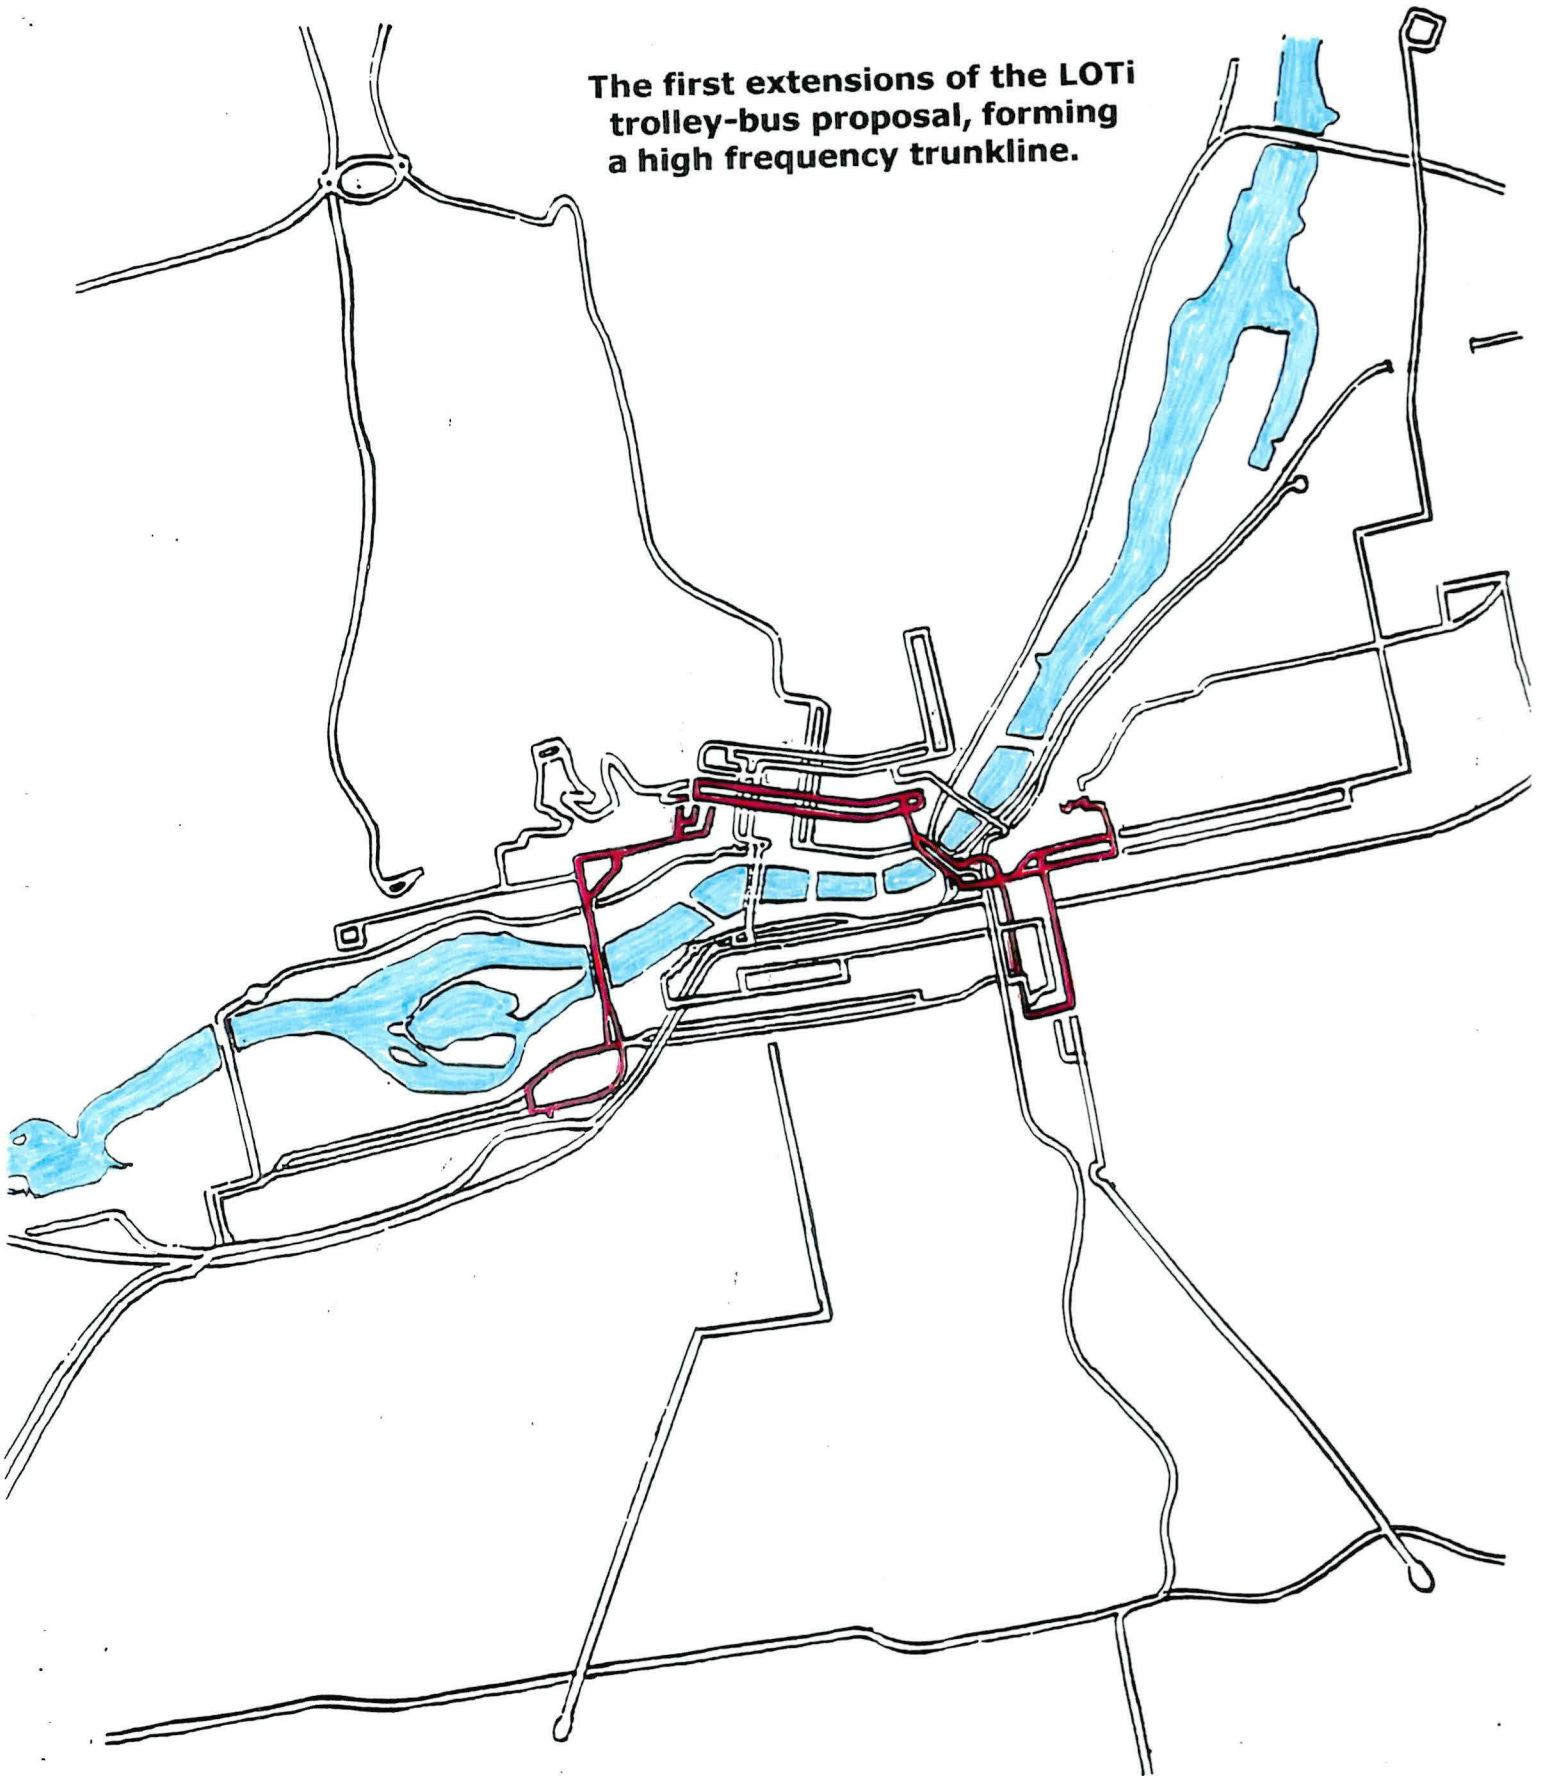 The first extensions of the LOTi
trolley-bus proposal, forming
a high frequency trunkline.